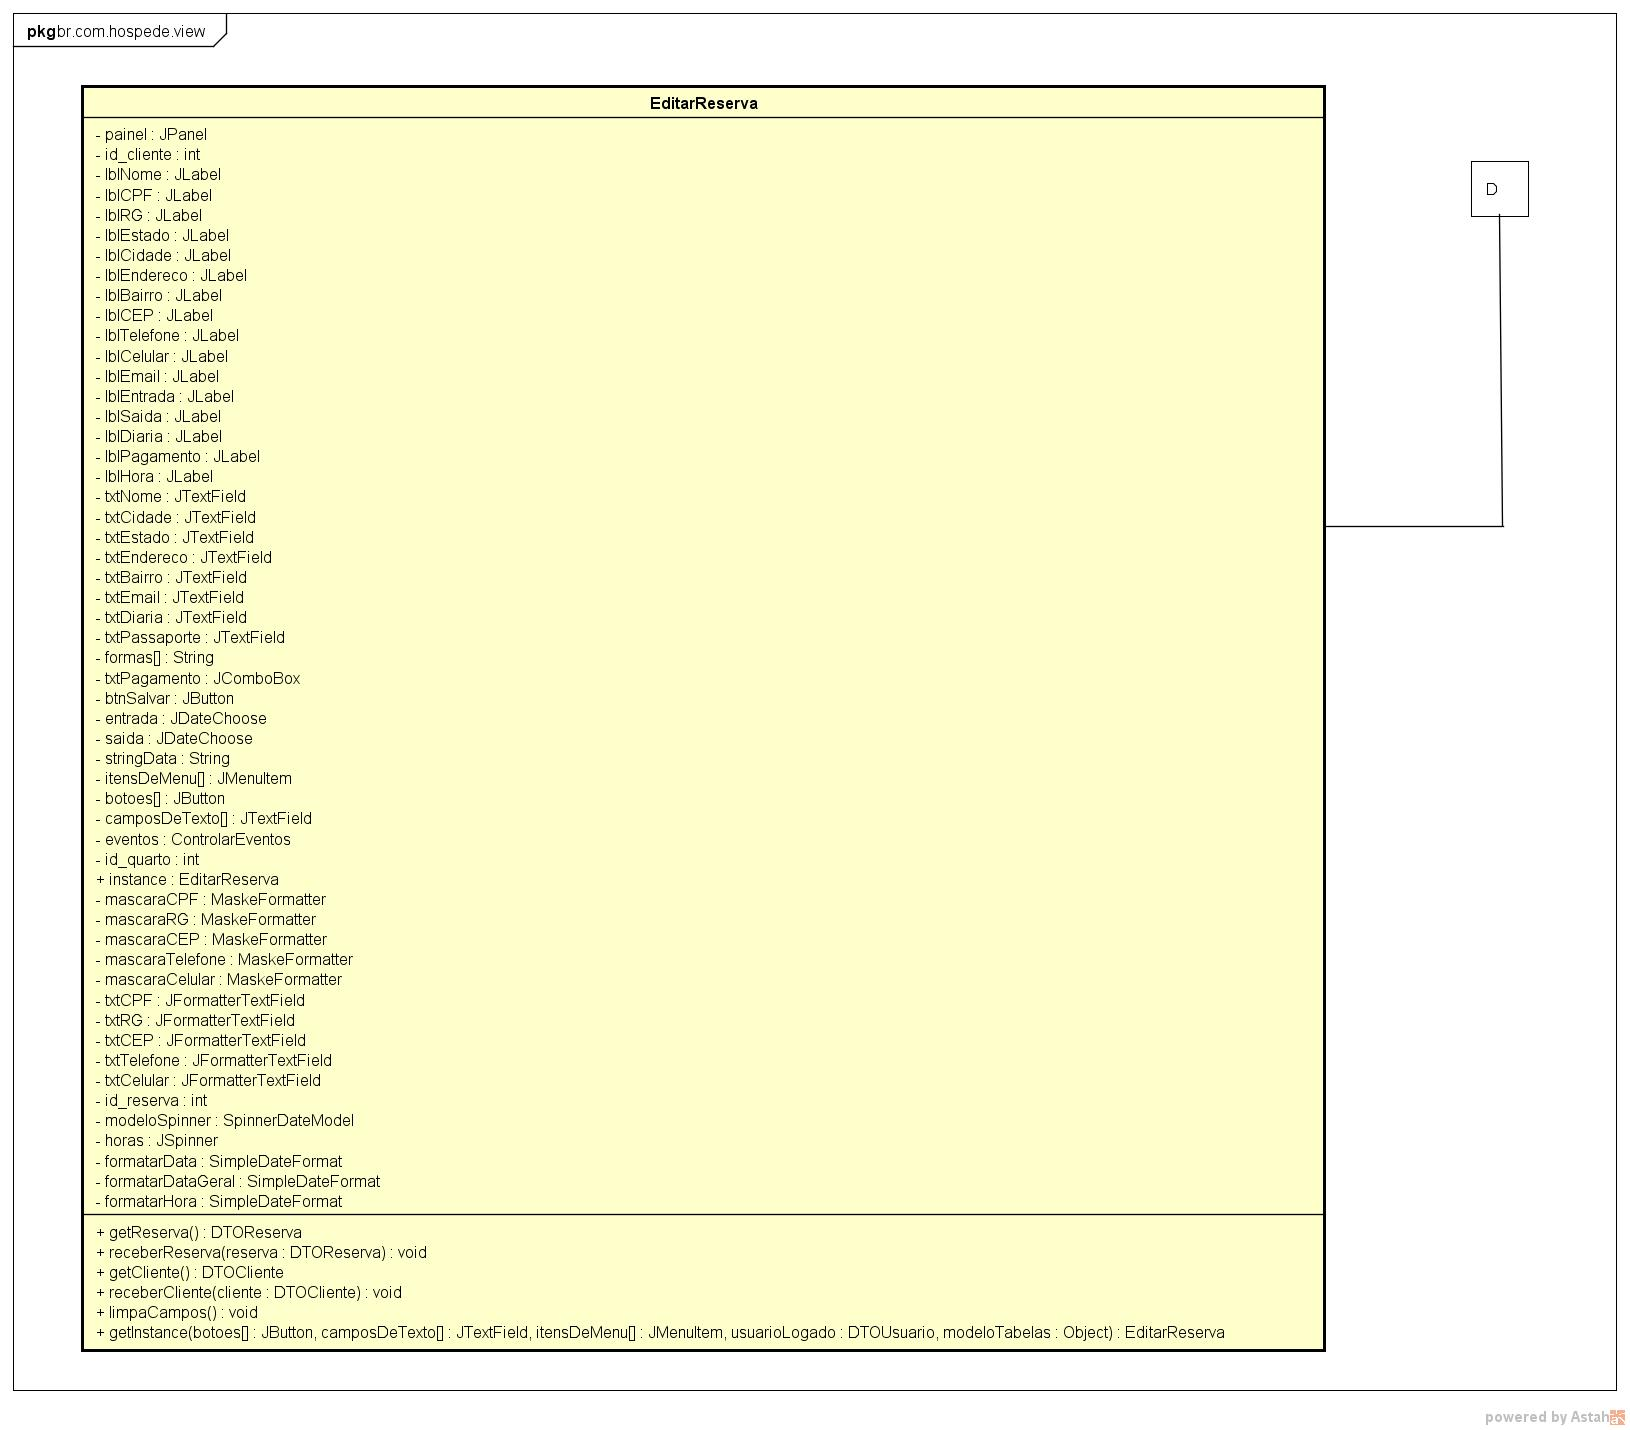 pkg br.com.hospede.view
EditarReserva
- painel : JPanel
- id_cliente : int
- lblNome : JLabel
- lblCPF : JLabel
- lblRG : JLabel
- lblEstado : JLabel
- lblCidade : JLabel
- lblEndereco : JLabel
- lblBairro : JLabel
- lblCEP : JLabel
- lblTelefone : JLabel
- lblCelular : JLabel
- lblEmail : JLabel
- lblEntrada : JLabel
- lblSaida : JLabel
- lblDiaria : JLabel
- lblPagamento : JLabel
- lblHora : JLabel
- txtNome : JTextField
- txtCidade : JTextField
- txtEstado : JTextField
- txtEndereco : JTextField
- txtBairro : JTextField
- txtEmail : JTextField
- txtDiaria : JTextField
- txtPassaporte : JTextField
- formas[] : String
- txtPagamento : JComboBox
- btnSalvar : JButton
- entrada : JDateChoose
- saida : JDateChoose
- stringData : String
- itensDeMenu[] : JMenuItem
- botoes[] : JButton
- camposDeTexto[] : JTextField
- eventos : ControlarEventos
- id_quarto : int
+ instance : EditarReserva
- mascaraCPF : MaskeFormatter
- mascaraRG : MaskeFormatter
- mascaraCEP : MaskeFormatter
- mascaraTelefone : MaskeFormatter
- mascaraCelular : MaskeFormatter
- txtCPF : JFormatterTextField
- txtRG : JFormatterTextField
- txtCEP : JFormatterTextField
- txtTelefone : JFormatterTextField
- txtCelular : JFormatterTextField
- id_reserva : int
- modeloSpinner : SpinnerDateModel
- horas : JSpinner
- formatarData : SimpleDateFormat
- formatarDataGeral : SimpleDateFormat
- formatarHora : SimpleDateFormat
+ getReserva() : DTOReserva
+ receberReserva(reserva : DTOReserva) : void
+ getCliente() : DTOCliente
+ receberCliente(cliente : DTOCliente) : void
+ limpaCampos() : void
+ getInstance(botoes[] : JButton, camposDeTexto[] : JTextField, itensDeMenu[] : JMenuItem, usuarioLogado : DTOUsuario, modeloTabelas : Object) : EditarReserva
D
powered by Astah